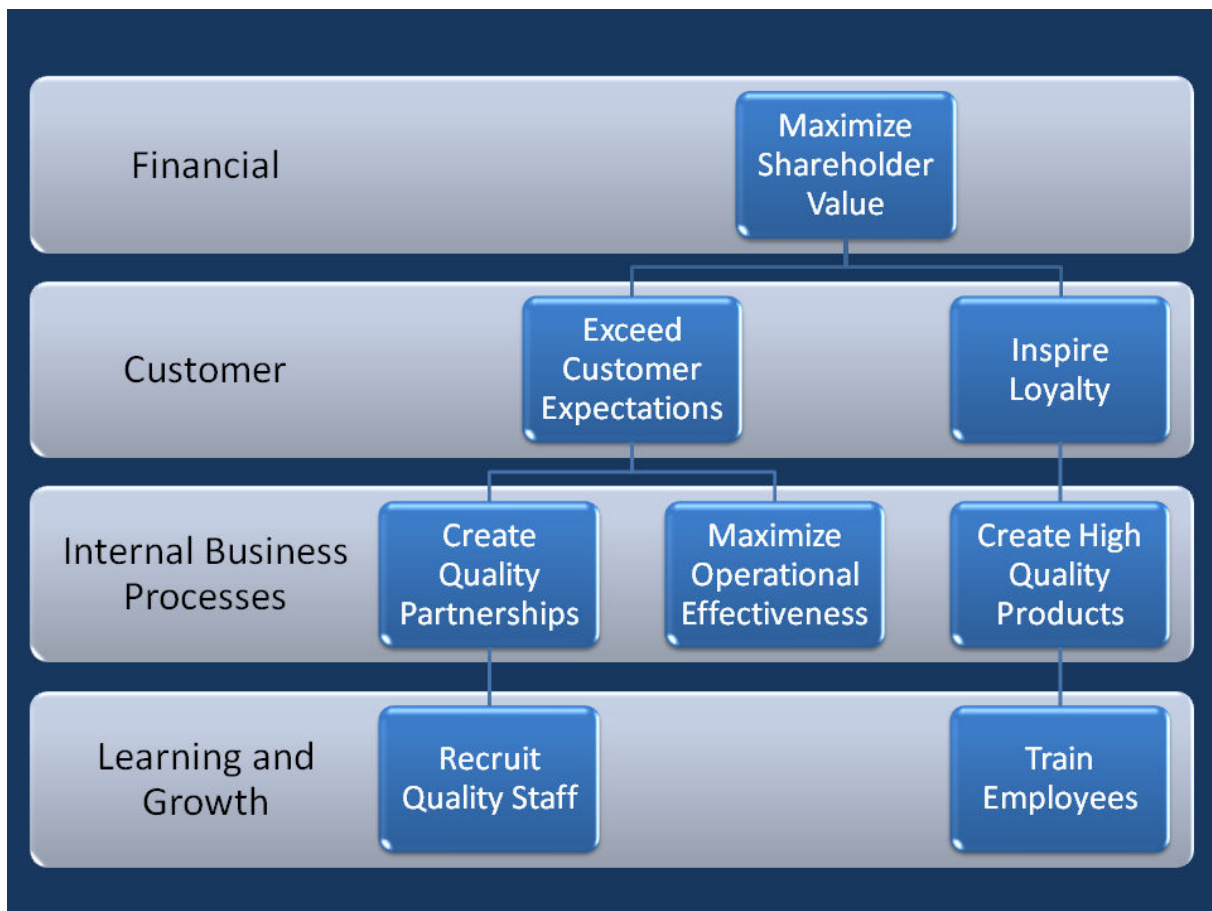 Financial
Maximize
Shareholder
Value
Customer
Exceed
Customer
Expectations
Inspire
Loyalty
Internal Business
Processes
Create
Quality
Partnerships
Maximize
Operational
Effectiveness
Create High
Quality
Products
Learning and
Growth
Recruit
Quality Staff
Train
Employees